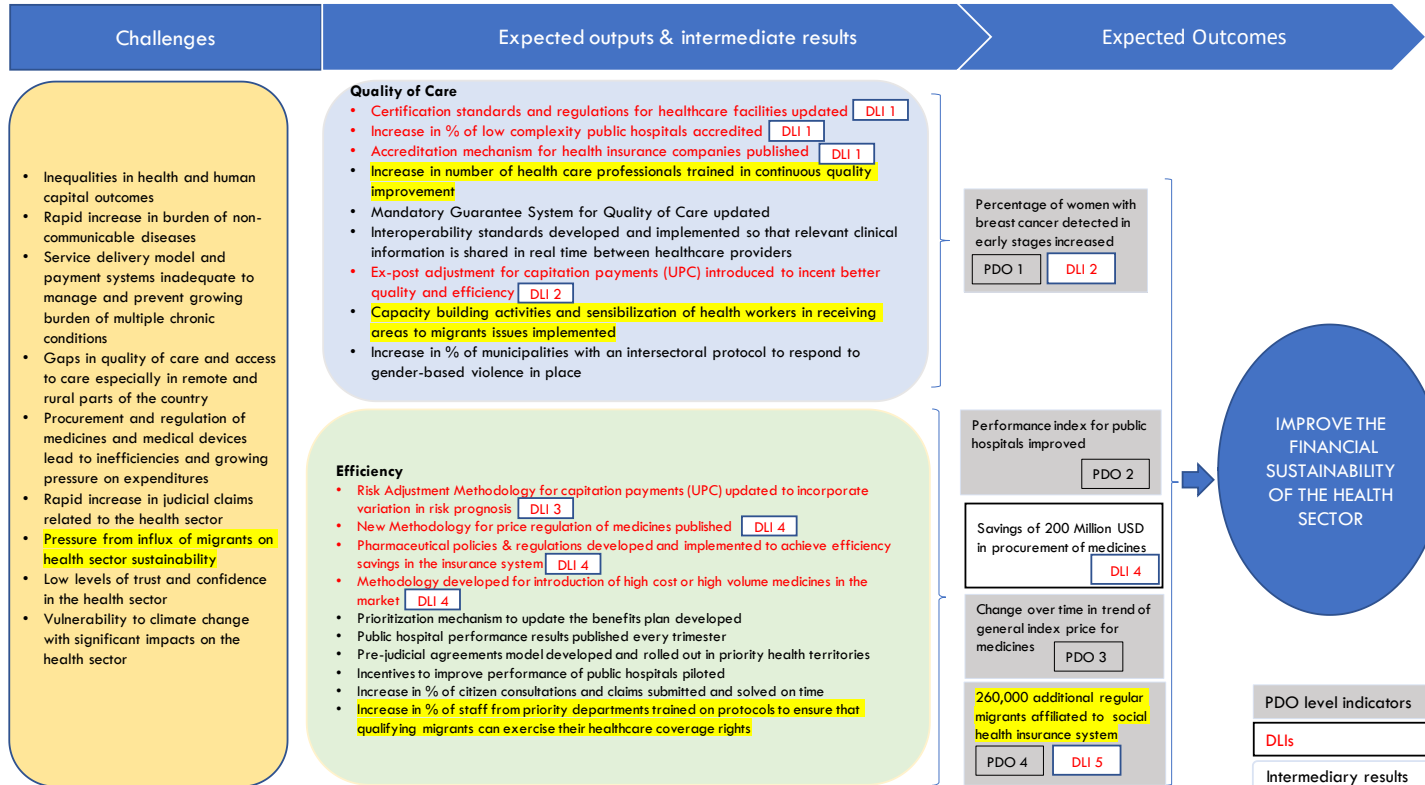 Challenges
Expected outputs & intermediate results
Expected Outcomes
• Inequalities in health and human
capital outcomes
• Rapid increase in burden of non-
communicable diseases
• Service delivery model and
payment systems inadequate to
manage and prevent growing
burden of multiple chronic
conditions
• Gaps in quality of care and access
to care especially in remote and
rural parts of the country
• Procurement and regulation of
medicines and medical devices
lead to inefficiencies and growing
pressure on expenditures
• Rapid increase in judicial claims
related to the health sector
• Pressure from influx of migrants on
health sector sustainability
• Low levels of trust and confidence
in the health sector
• Vulnerability to climate change
with significant impacts on the
health sector
Quality of Care
• Certification standards and regulations for healthcare facilities updated DLI 1
• Increase in % of low complexity public hospitals accredited DLI 1
• Accreditation mechanism for health insurance companies published DLI 1
• Increase in number of health care professionals trained in continuous quality
improvement
• Mandatory Guarantee System for Quality of Care updated
• Interoperability standards developed and implemented so that relevant clinical
information is shared in real time between healthcare providers
• Ex-post adjustment for capitation payments (UPC) introduced to incent better
quality and efficiency DLI 2
• Capacity building activities and sensibilization of health workers in receiving
areas to migrants issues implemented
• Increase in % of municipalities with an intersectoral protocol to respond to
gender-based violence in place
Efficiency
• Risk Adjustment Methodology for capitation payments (UPC) updated to incorporate
variation in risk prognosis DLI 3
• New Methodology for price regulation of medicines published DLI 4
• Pharmaceutical policies & regulations developed and implemented to achieve efficiency
savings in the insurance system DLI 4
• Methodology developed for introduction of high cost or high volume medicines in the
market DLI 4
• Prioritization mechanism to update the benefits plan developed
• Public hospital performance results published every trimester
• Pre-judicial agreements model developed and rolled out in priority health territories
• Incentives to improve performance of public hospitals piloted
• Increase in % of citizen consultations and claims submitted and solved on time
• Increase in % of staff from priority departments trained on protocols to ensure that
qualifying migrants can exercise their healthcare coverage rights
Percentage of women with
breast cancer detected in
early stages increased
PDO 1 DLI 2
Performance index for public
hospitals improved
PDO 2
Savings of 200 Million USD
in procurement of medicines
DLI 4
Change over time in trend of
general index price for
medicines PDO 3
260,000 additional regular
migrants affiliated to social
health insurance system
PDO 4 DLI 5
IMPROVE THE
FINANCIAL
SUSTAINABILITY
OF THE HEALTH
SECTOR
PDO level indicators
DLIs
Intermediary results